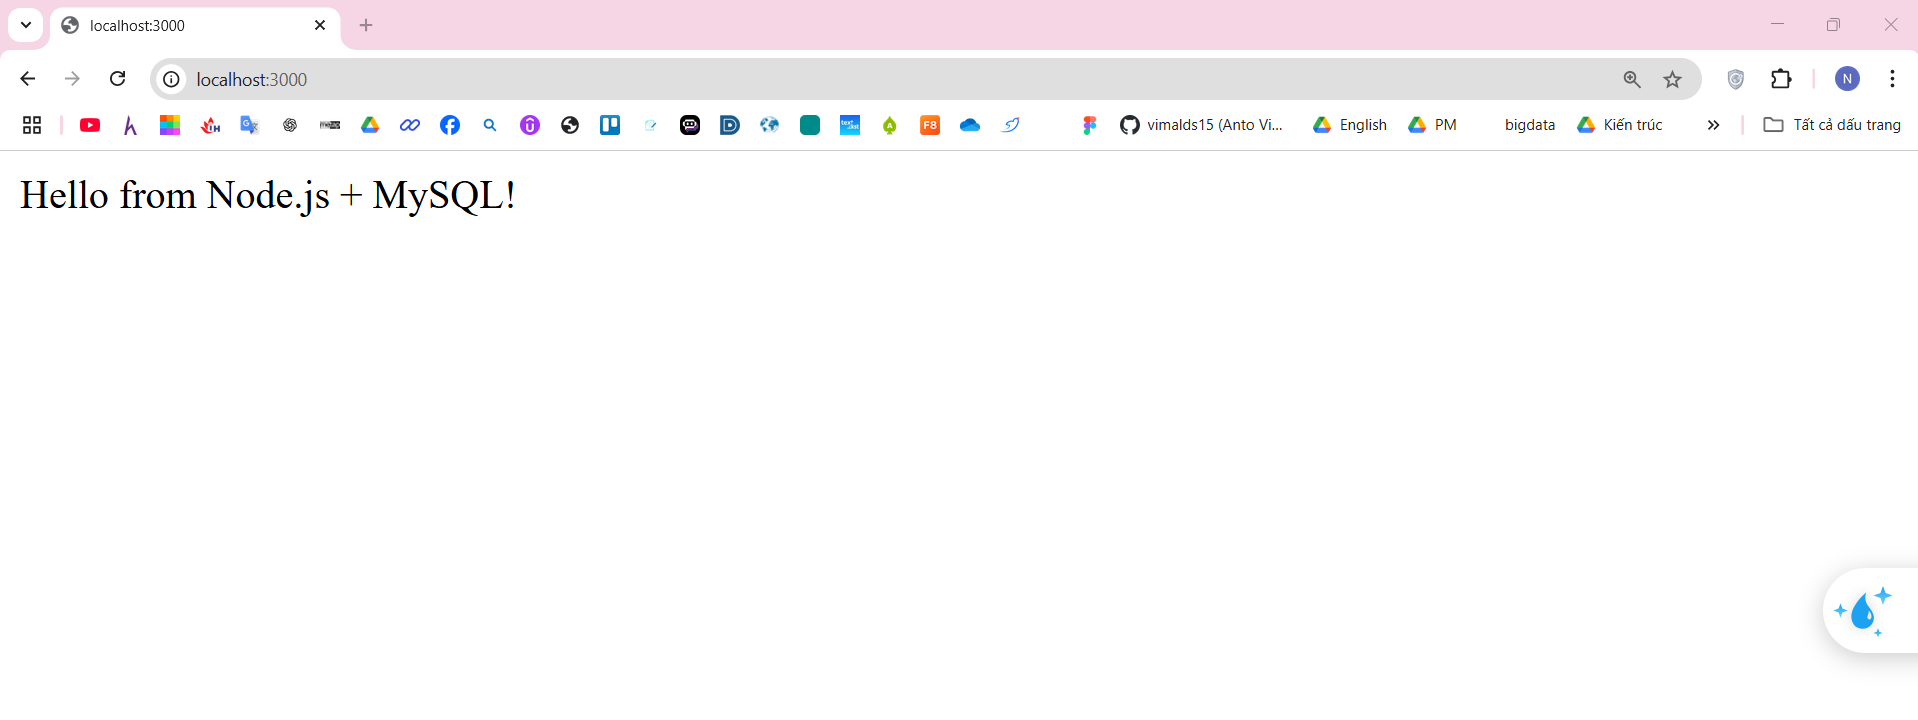 localhost:3000
localhost:3000
N
F8
vimalds15 (Anto Vi...
English
PM
bigdata
Kiến trúc
Tất cả dấu trang
Hello from Node.js + MySQL!